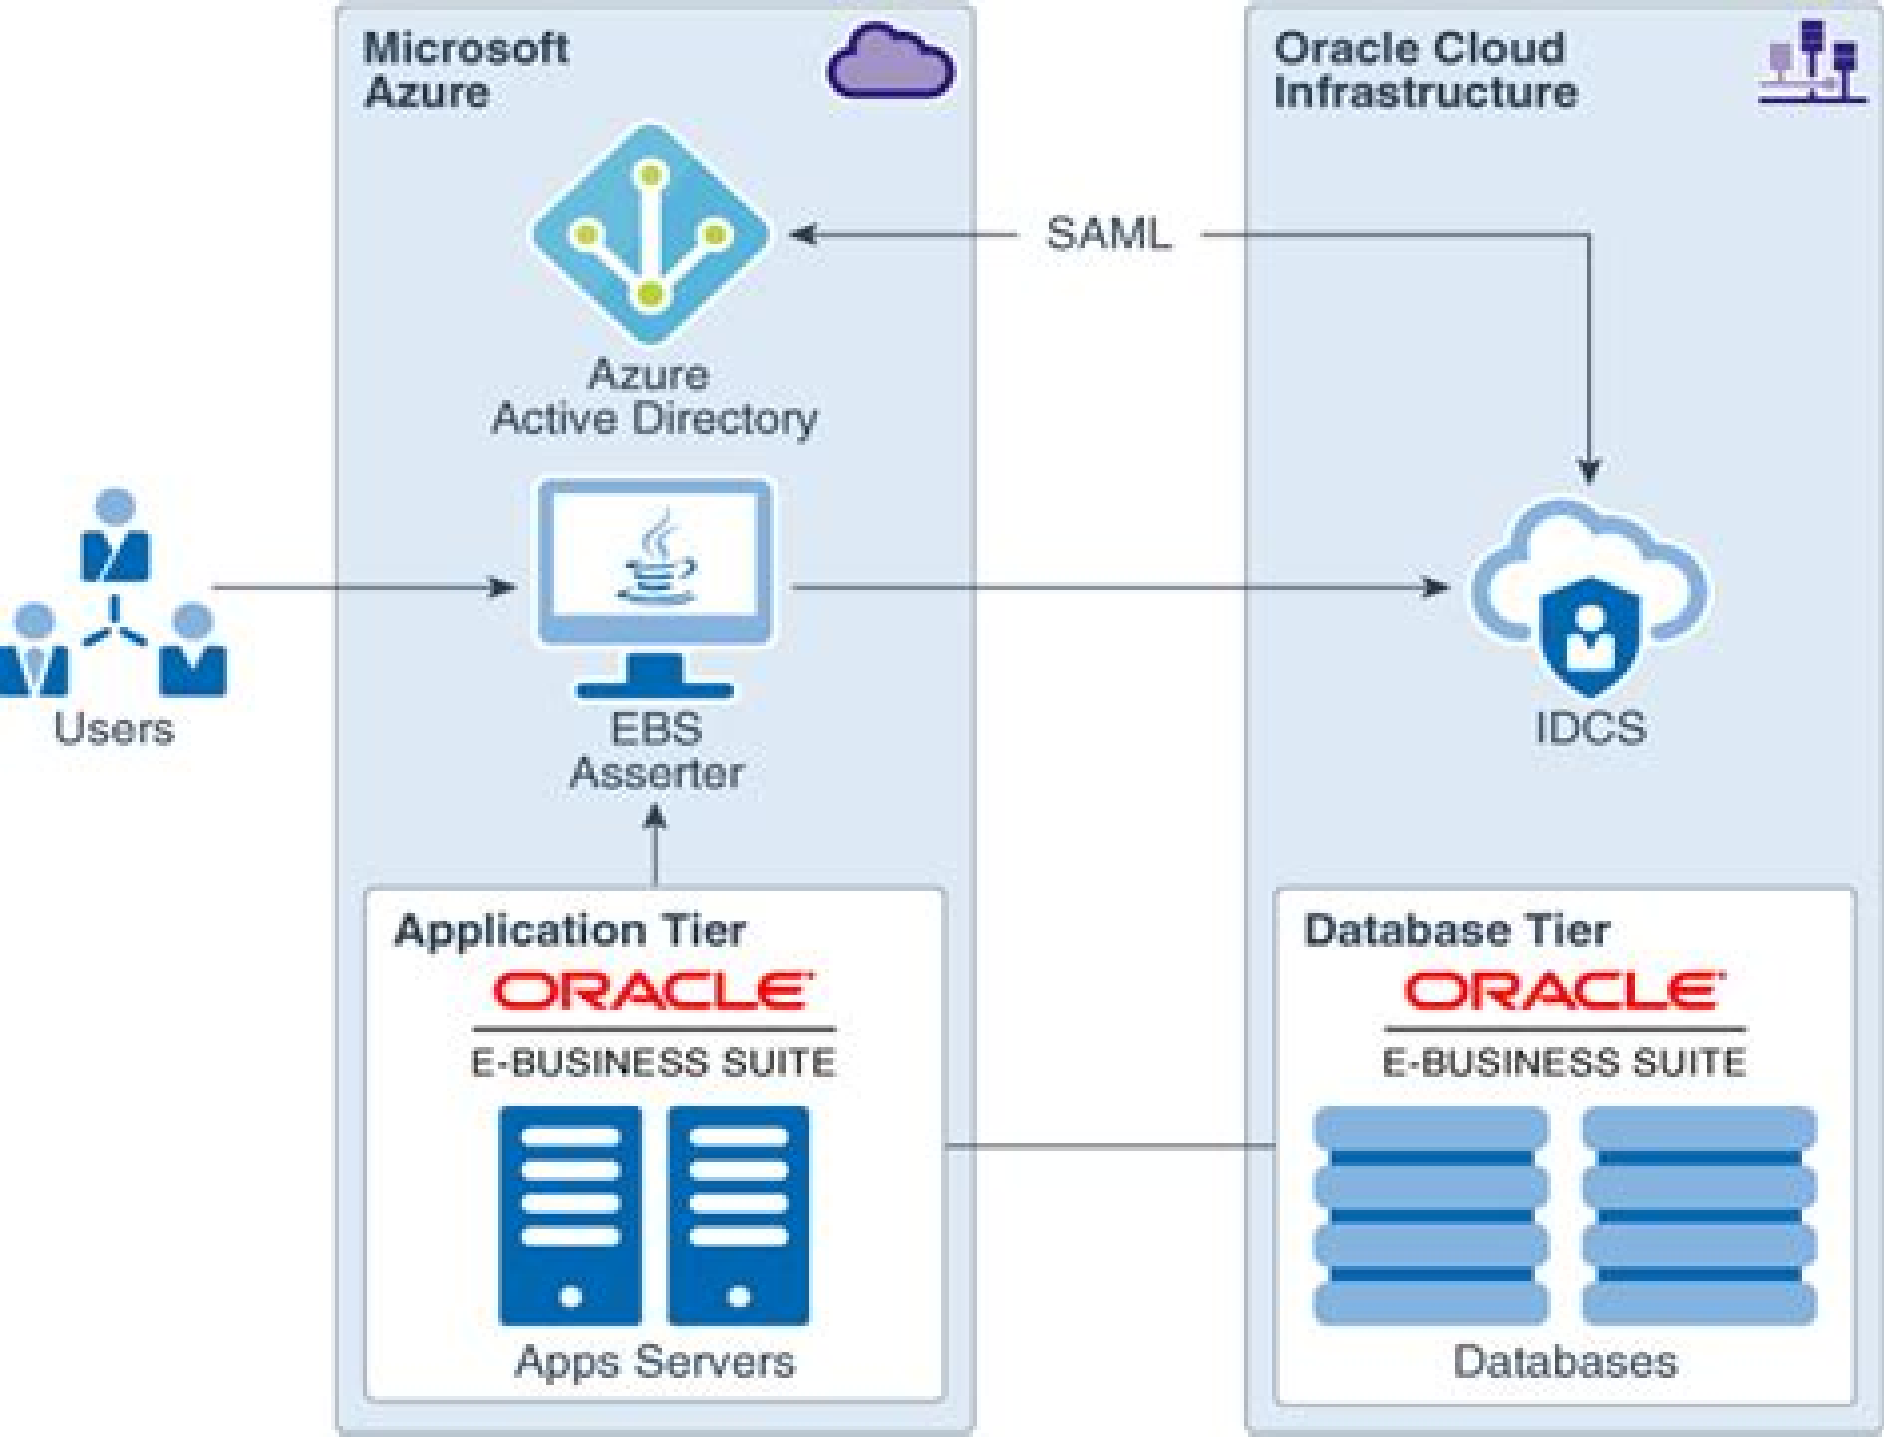 Microsoft
Azure
Oracle Cloud
Infrastructure
SAML
Azure
Active Directory
Users
EBS
Asserter
IDCS
Application Tier
ORACLE
E-BUSINESS SUITE
Apps Servers
Database Tier
ORACLE
E-BUSINESS SUITE
Databases